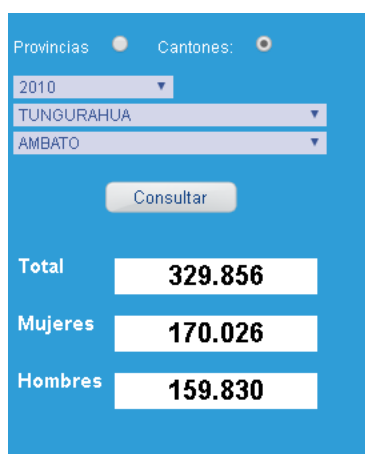 Provincias Cantones:
2010
TUNGURAHUA
AMBATO
Consultar
Total 329.856
Mujeres 170.026
Hombres 159.830